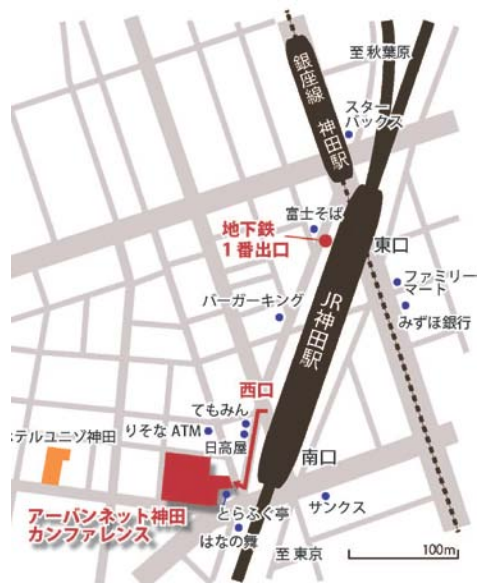 至 秋葉原
銀座線 神田駅
スター
バックス
富士そば
地下鉄
1番出口
東口
ファミリー
マート
みずほ銀行
バーガーキング
JR神田駅
西口
てもみん
りそな ATM
日高屋
テルユニゾ神田
南口
アーバンネット神田
カンファレンス
とらふぐ亭
サンクス
はなの舞
至 東京
100m